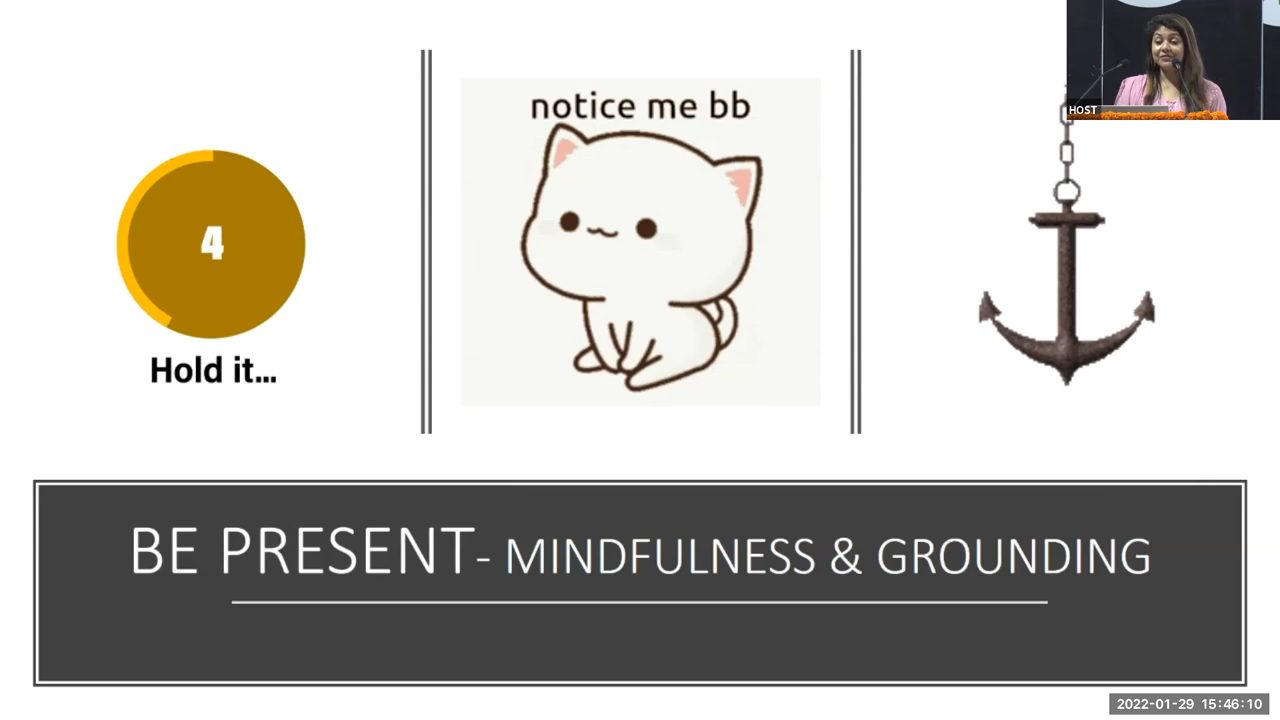 HOST
notice me bb
4
Hold it...
BE PRESENT- MINDFULNESS & GROUNDING
2022-01-29 15:46:10